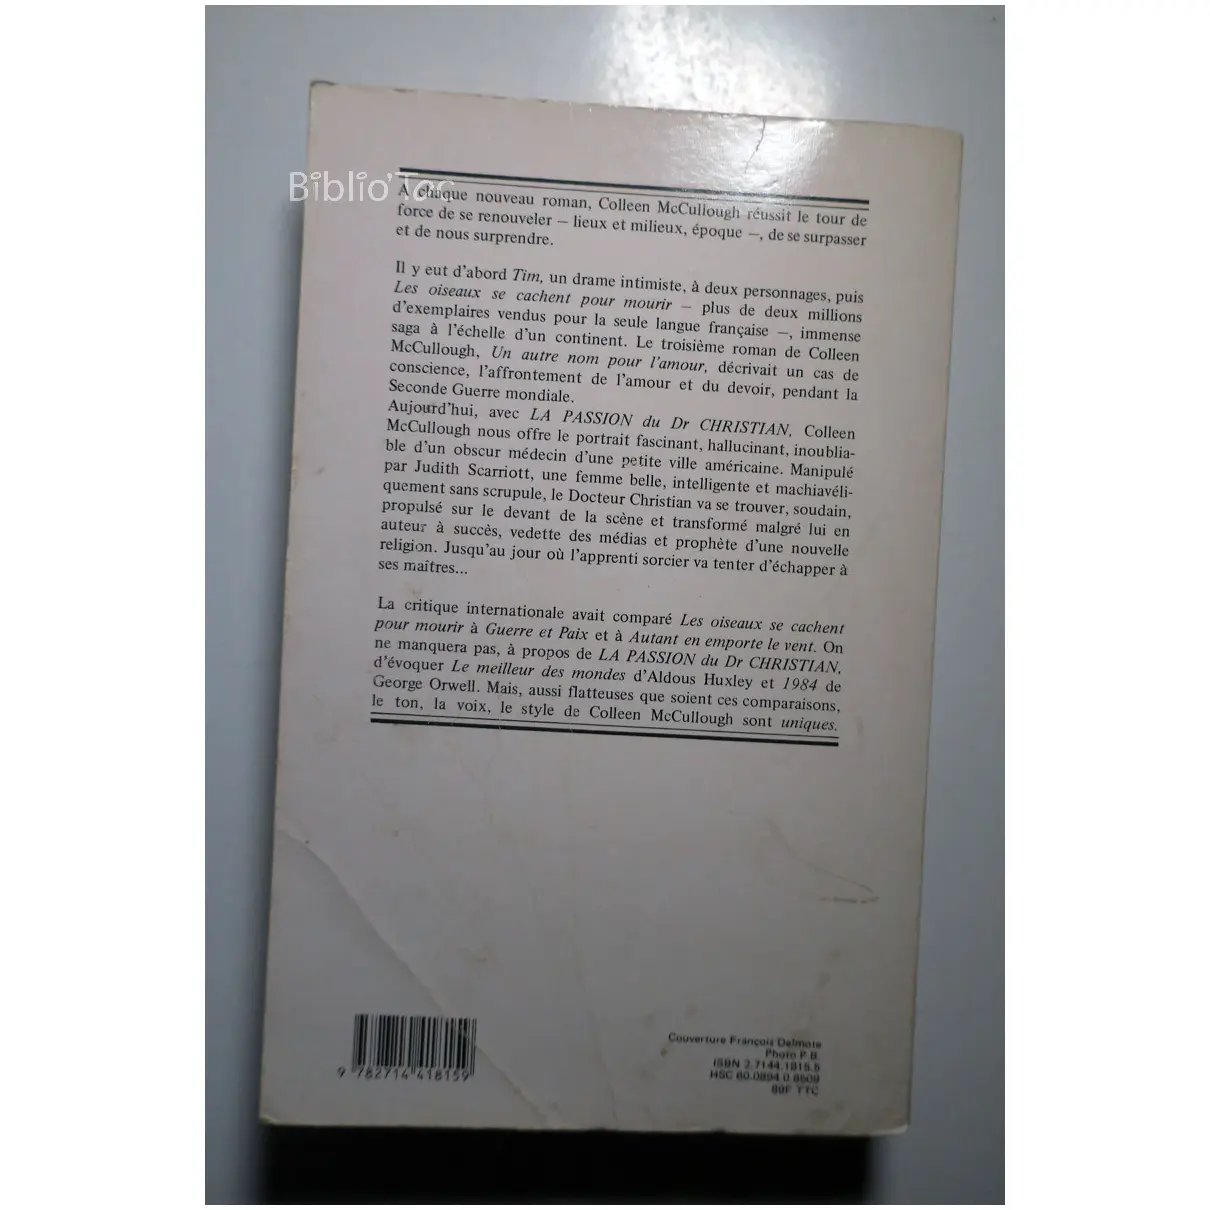 Biblio'Toc
A chaque nouveau roman, Colleen McCullough réussit le tour de
force de se renouveler – lieux et milieux, époque –, de se surpasser
et de nous surprendre.
Il y eut d'abord Tim, un drame intimiste, à deux personnages, puis
Les oiseaux se cachent pour mourir – plus de deux millions
d'exemplaires vendus pour la seule langue française –, immense
saga à l'échelle d'un continent. Le troisième roman de Colleen
McCullough, Un autre nom pour l'amour, décrivait un cas de
conscience, l'affrontement de l'amour et du devoir, pendant la
Seconde Guerre mondiale.
Aujourd'hui, avec LA PASSION du Dr CHRISTIAN, Colleen
McCullough nous offre le portrait fascinant, hallucinant, inoublia-
ble d'un obscur médecin d'une petite ville américaine. Manipulé
par Judith Scarriott, une femme belle, intelligente et machiavéli-
quement sans scrupule, le Docteur Christian va se trouver, soudain,
propulsé sur le devant de la scène et transformé malgré lui en
auteur à succès, vedette des médias et prophète d'une nouvelle
religion. Jusqu'au jour où l'apprenti sorcier va tenter d'échapper à
ses maîtres...
La critique internationale avait comparé Les oiseaux se cachent
pour mourir à Guerre et Paix et à Autant en emporte le vent. On
ne manquera pas, à propos de LA PASSION du Dr CHRISTIAN,
d'évoquer Le meilleur des mondes d'Aldous Huxley et 1984 de
George Orwell. Mais, aussi flatteuses que soient ces comparaisons,
le ton, la voix, le style de Colleen McCullough sont uniques.
Couverture François Delmote
Photo P.B.
ISBN 2.7144.1815.5
HSC 60.0894.0.8509
TTC
9 782714 418159